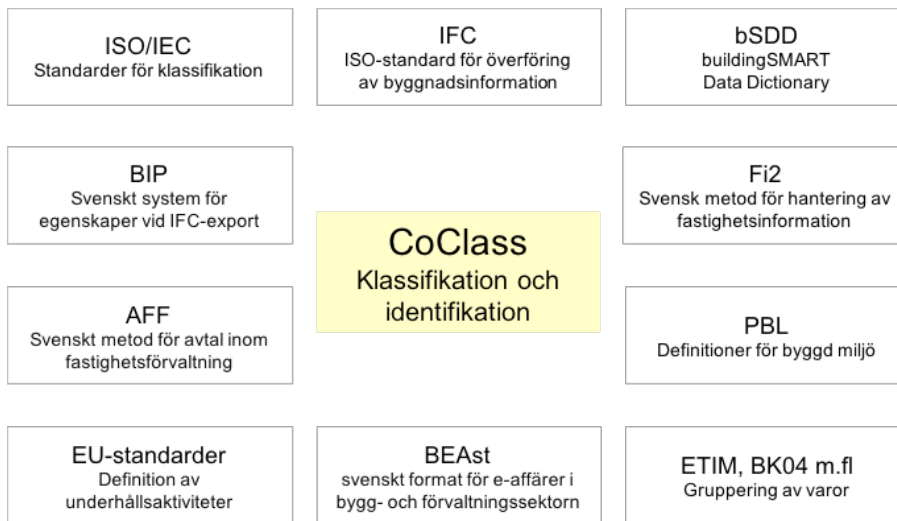 ISO/IEC
Standarder för klassifikation
IFC
ISO-standard för överföring
av byggnadsinformation
bSDD
buildingSMART
Data Dictionary
BIP
Svenskt system för
egenskaper vid IFC-export
Fi2
Svensk metod för hantering av
fastighetsinformation
CoClass
Klassifikation och
identifikation
AFF
Svenskt metod för avtal inom
fastighetsförvaltning
PBL
Definitioner för byggd miljö
EU-standarder
Definition av
underhållsaktiviteter
BEAst
svenskt format för e-affärer i
bygg- och förvaltningssektorn
ETIM, BK04 m.fl
Gruppering av varor